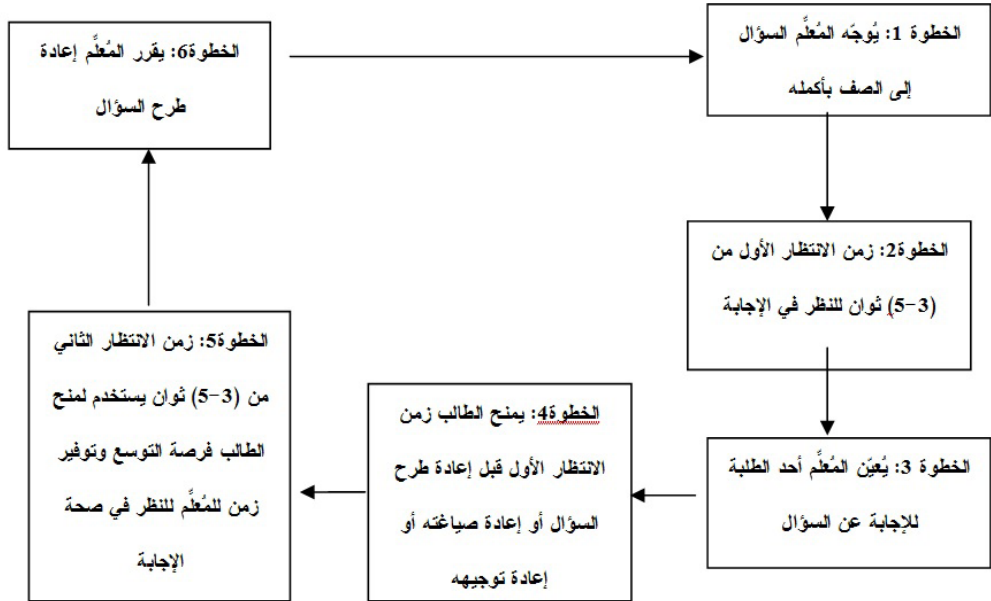 الخطوة 1: يُوجّه المُعلَّم السؤال
إلى الصف بأكمله
الخطوة2: زمن الانتظار الأول من
(3-5) ثوان للنظر في الإجابة
الخطوة 3: يُعيّن المُعلَّم أحد الطلبة
للإجابة عن السؤال
الخطوة4: يمنح الطالب زمن
الانتظار الأول قبل إعادة طرح
السؤال أو إعادة صياغته أو
إعادة توجيهه
الخطوة5: زمن الانتظار الثاني
من (3-5) ثوان يستخدم لمنح
الطالب فرصة التوسع وتوفير
زمن للمُعلَّم للنظر في صحة
الإجابة
الخطوة6: يقرر المُعلَّم إعادة
طرح السؤال